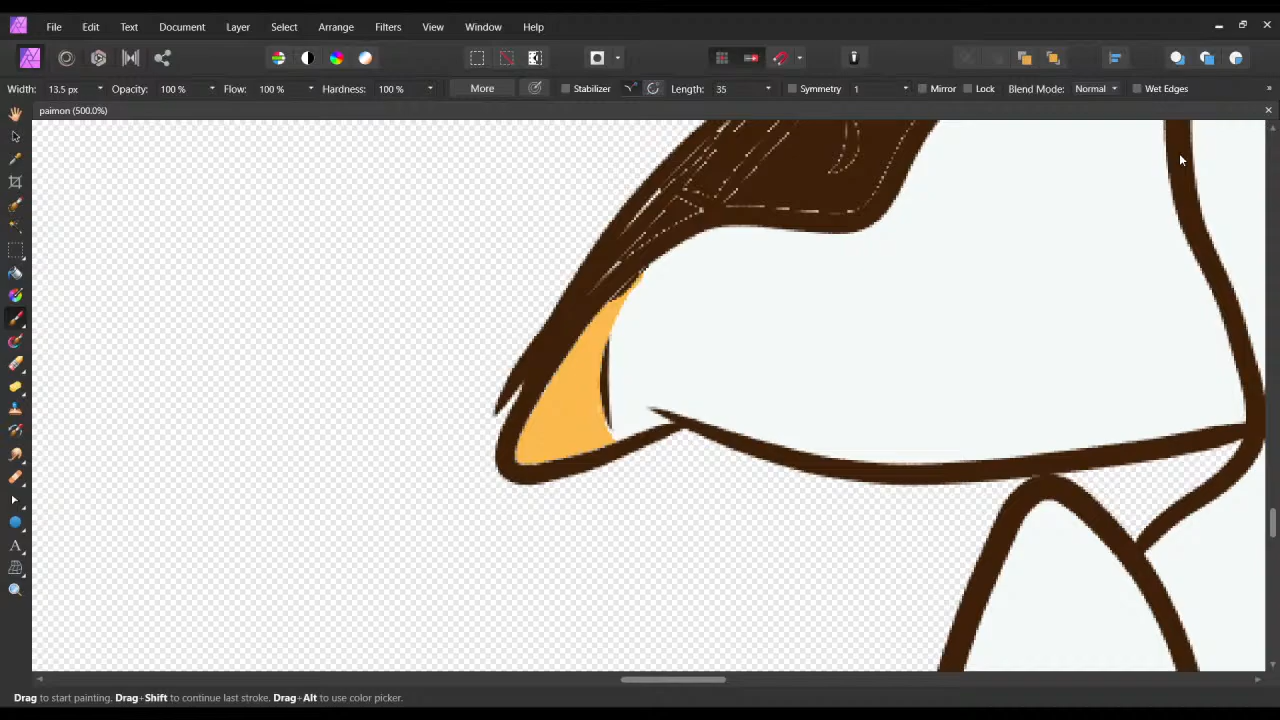 File Edit Text Document Layer Select Arrange Filters View Window Help
Width: 13.5 px Opacity: 100 % Flow: 100 % Hardness: 100 % More Stabilizer Length: 35 Symmetry 1 Mirror Lock Blend Mode: Normal Wet Edges
paimon (500.0%)
Drag to start painting. Drag+Shift to continue last stroke. Drag+Alt to use color picker.